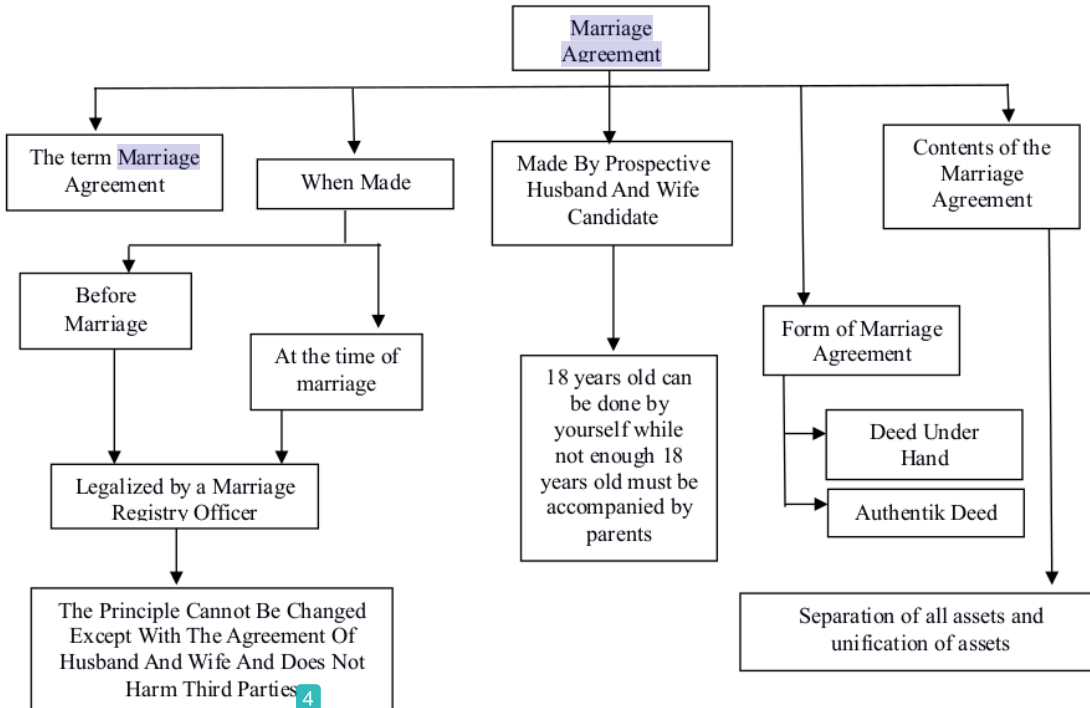 Marriage
Agreement
The term Marriage
Agreement
When Made
Made By Prospective
Husband And Wife
Candidate
Contents of the
Marriage
Agreement
Before
Marriage
At the time of
marriage
Form of Marriage
Agreement
18 years old can
be done by
yourself while
not enough 18
years old must be
accompanied by
parents
Deed Under
Hand
Authentik Deed
Legalized by a Marriage
Registry Officer
The Principle Cannot Be Changed
Except With The Agreement Of
Husband And Wife And Does Not
Harm Third Parties
4
Separation of all assets and
unification of assets